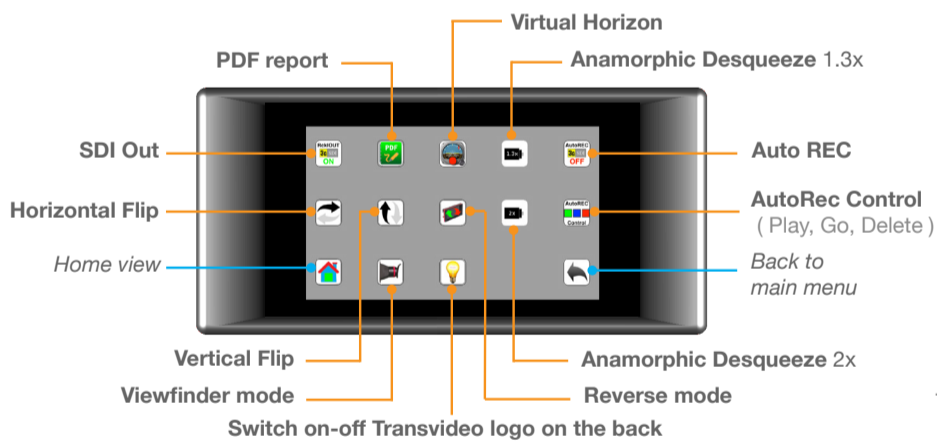 Virtual Horizon
PDF report
Anamorphic Desqueeze 1.3x
SDI Out
Auto REC
Horizontal Flip
AutoRec Control
( Play, Go, Delete )
Home view
Back to
main menu
Vertical Flip
Anamorphic Desqueeze 2x
Viewfinder mode
Reverse mode
Switch on-off Transvideo logo on the back
ON
PDF
1.3x
AutoREC
OFF
2x
AutoREC
Control